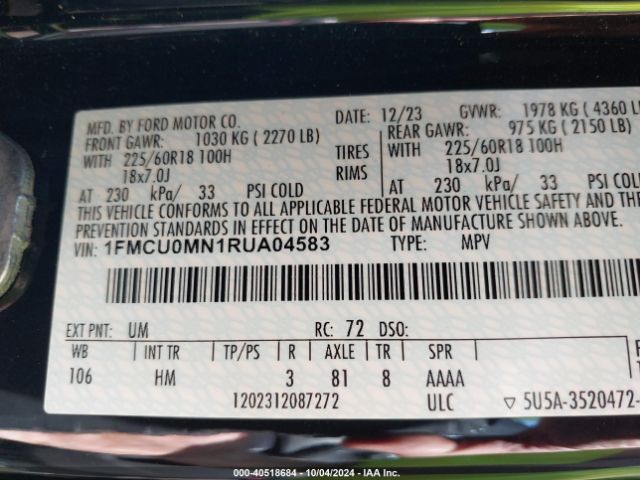 MFD. BY FORD MOTOR CO.
DATE: 12/23 GVWR: 1978 KG ( 4360 LB
FRONT GAWR: 1030 KG ( 2270 LB)
REAR GAWR: 975 KG ( 2150 LB)
WITH 225/60R18 100H TIRES WITH 225/60R18 100H
18x7.0J RIMS 18x7.0J
AT 230 kPa/ 33 PSI COLD AT 230 kPa/ 33 PSI COLD
THIS VEHICLE CONFORMS TO ALL APPLICABLE FEDERAL MOTOR VEHICLE SAFETY AND
PREVENTION STANDARDS IN EFFECT ON THE DATE OF MANUFACTURE SHOWN
VIN: 1FMCU0MN1RUA04583 TYPE: MPV
EXT PNT: UM RC: 72 DSO:
WB INT TR TP/PS R AXLE TR SPR
106 HM 3 81 8 AAAA
1202312087272 ULC ▽ 5U5A-3520472-
000-40518684 - 10/04/2024 - IAA Inc.